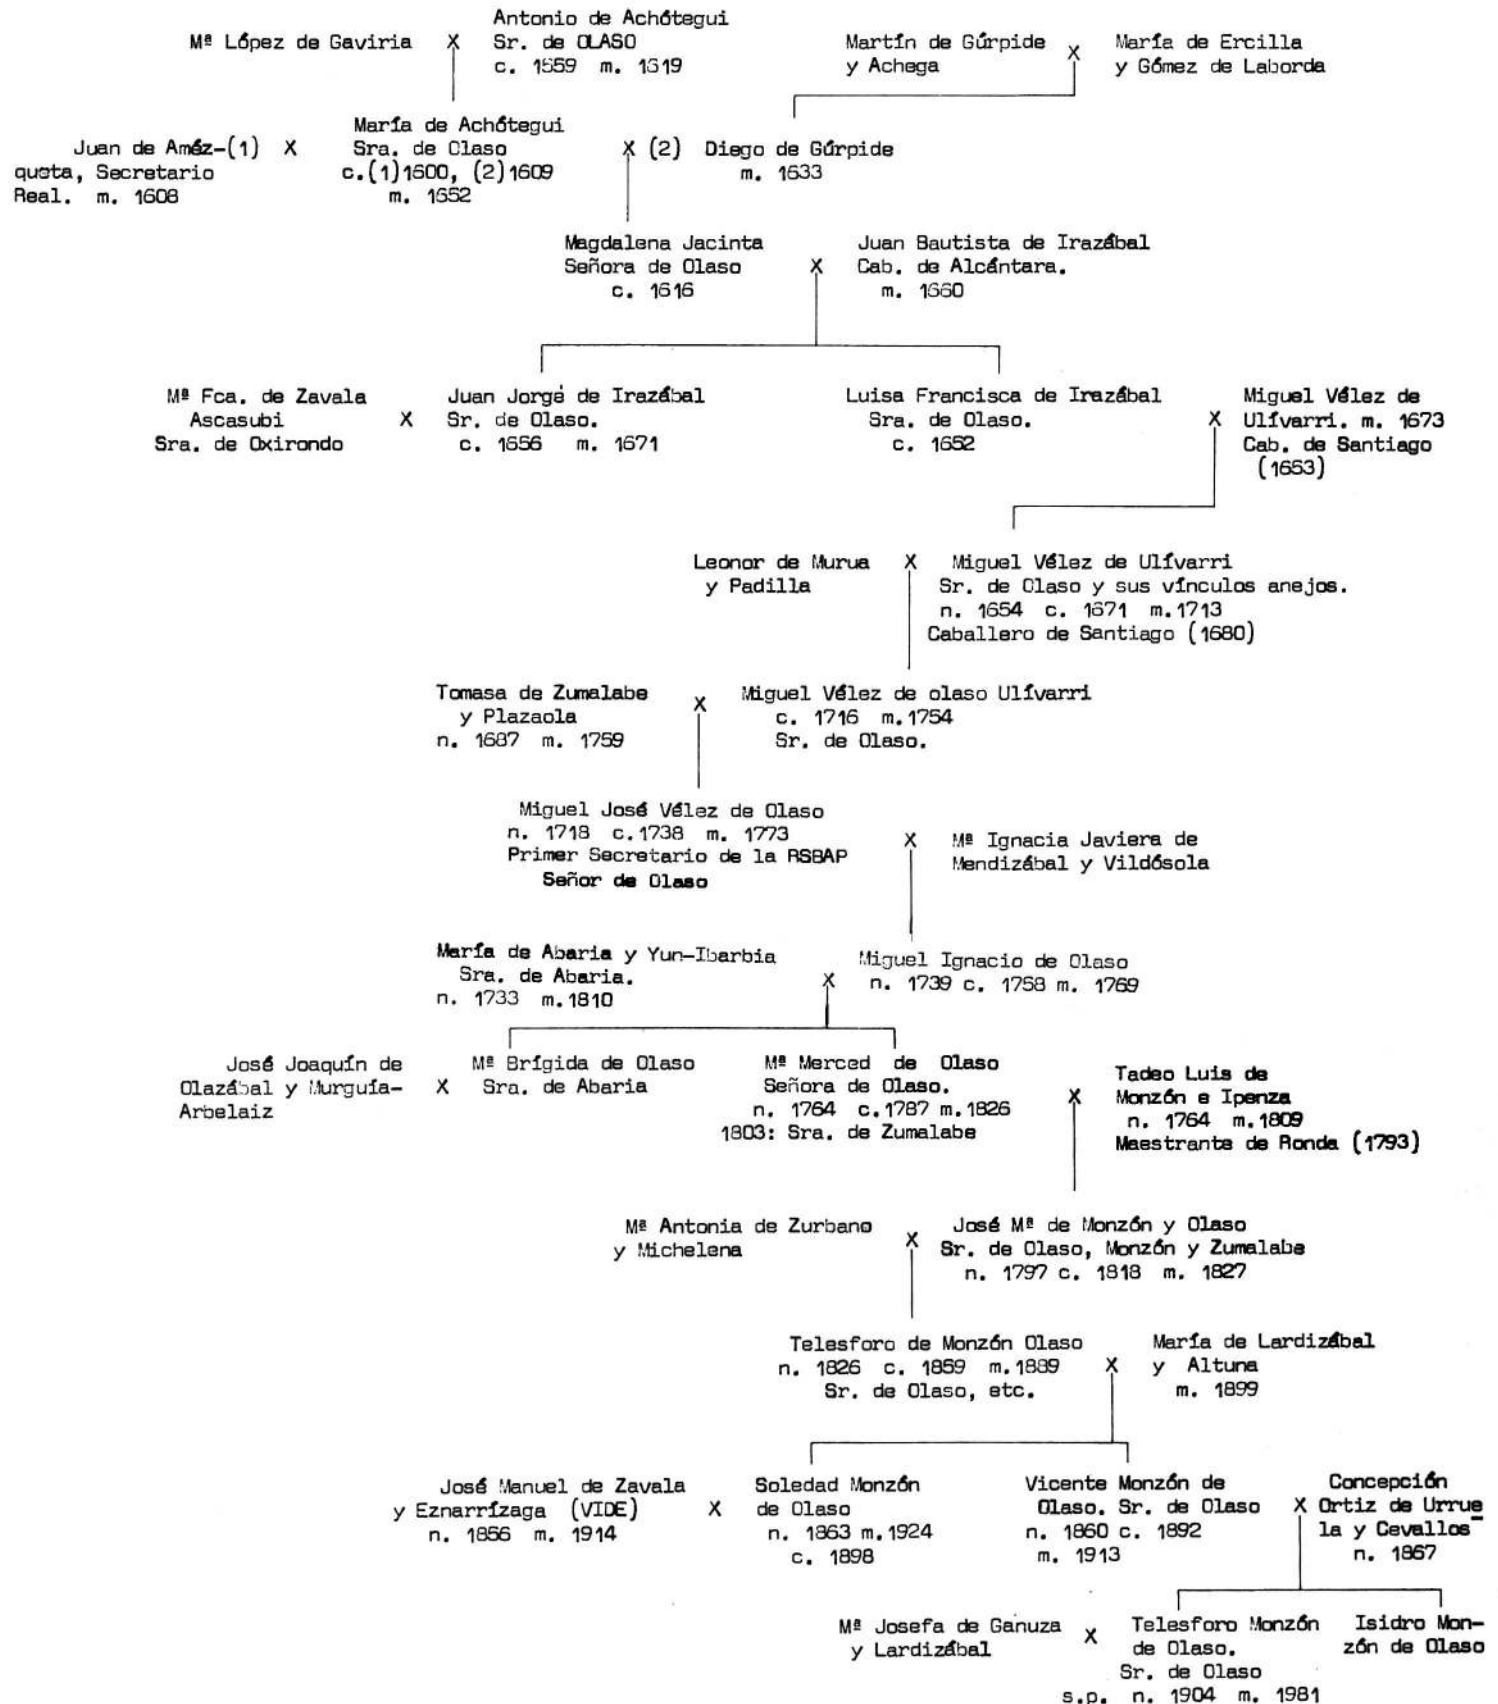 Mª López de Gaviria X Antonio de Achótegui
Sr. de OLASO
c. 1559 m. 1619
Martín de Gúrpide X María de Ercilla
y Achega y Gómez de Laborda
Juan de Améz-(1) X
queta, Secretario
Real. m. 1608
María de Achótegui
Sra. de Olaso
c.(1)1600, (2)1609
m. 1652
X (2) Diego de Gúrpide
m. 1633
Magdalena Jacinta
Señora de Olaso X
c. 1616
Juan Bautista de Irazábal
Cab. de Alcántara.
m. 1660
Mª Fca. de Zavala
Ascasubi X
Sra. de Oxirondo
Juan Jorge de Irazábal
Sr. de Olaso.
c. 1656 m. 1671
Luisa Francisca de Irazábal
Sra. de Olaso. X
c. 1652
Miguel Vélez de
Ulívarri. m. 1673
Cab. de Santiago
(1653)
Leonor de Murua X
y Padilla
Miguel Vélez de Ulívarri
Sr. de Olaso y sus vínculos anejos.
n. 1654 c. 1671 m.1713
Caballero de Santiago (1680)
Tomasa de Zumalabe X
y Plazaola
n. 1687 m. 1759
Miguel Vélez de olaso Ulívarri
c. 1716 m.1754
Sr. de Olaso.
Miguel José Vélez de Olaso
n. 1718 c.1738 m. 1773
Primer Secretario de la RSBAP
Señor de Olaso
X Mª Ignacia Javiera de
Mendizábal y Vildósola
María de Abaria y Yun-Ibarbia
Sra. de Abaria. X
n. 1733 m.1810
Miguel Ignacio de Olaso
n. 1739 c. 1758 m. 1769
José Joaquín de
Olazábal y Murguía- X
Arbelaiz
Mª Brígida de Olaso
Sra. de Abaria
Mª Merced de Olaso
Señora de Olaso.
n. 1764 c.1787 m.1826
1803: Sra. de Zumalabe
X Tadeo Luis de
Monzón e Ipenza
n. 1764 m.1809
Maestrante de Ronda (1793)
Mª Antonia de Zurbano X
y Michelena
José Mª de Monzón y Olaso
Sr. de Olaso, Monzón y Zumalabe
n. 1797 c. 1818 m. 1827
Telesforo de Monzón Olaso
n. 1826 c. 1859 m.1889 X
Sr. de Olaso, etc.
María de Lardizábal
y Altuna
m. 1899
José Manuel de Zavala
y Eznarrízaga (VIDE) X
n. 1856 m. 1914
Soledad Monzón
de Olaso
n. 1863 m.1924
c. 1898
Vicente Monzón de
Olaso. Sr. de Olaso X
n. 1860 c. 1892
m. 1913
Concepción
Ortiz de Urrue
la y Cevallos-
n. 1867
Mª Josefa de Ganuza X
y Lardizábal
Telesforo Monzón
de Olaso.
Sr. de Olaso
s.p. n. 1904 m. 1981
Isidro Mon-
zón de Olaso